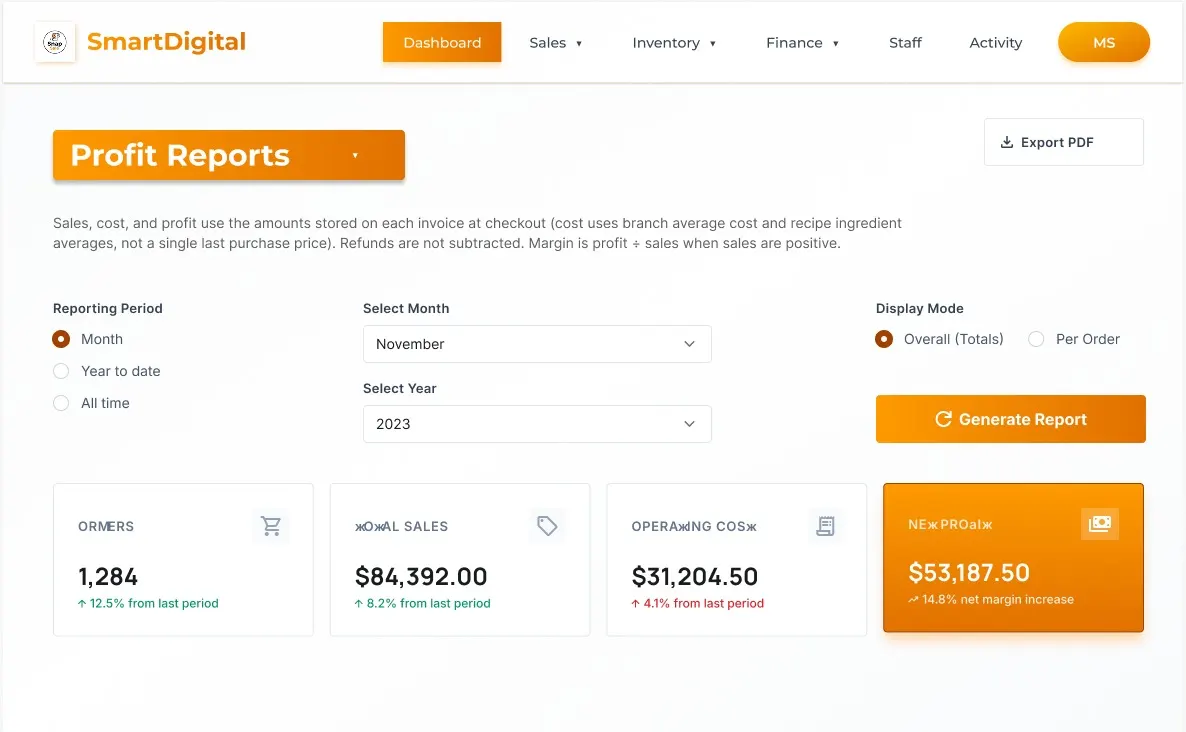 Snap
SmartDigital
Dashboard
Sales ▾
Inventory ▾
Finance ▾
Staff
Activity
MS
Profit Reports ▾
Export PDF
Sales, cost, and profit use the amounts stored on each invoice at checkout (cost uses branch average cost and recipe ingredient
averages, not a single last purchase price). Refunds are not subtracted. Margin is profit ÷ sales when sales are positive.
Reporting Period
Month
Year to date
All time
Select Month
November
Select Year
2023
Display Mode
Overall (Totals)
Per Order
Generate Report
ORMERS
1,284
↑ 12.5% from last period
жOжAL SALES
$84,392.00
↑ 8.2% from last period
OPERAжING COSж
$31,204.50
↑ 4.1% from last period
NEж PROaIж
$53,187.50
14.8% net margin increase